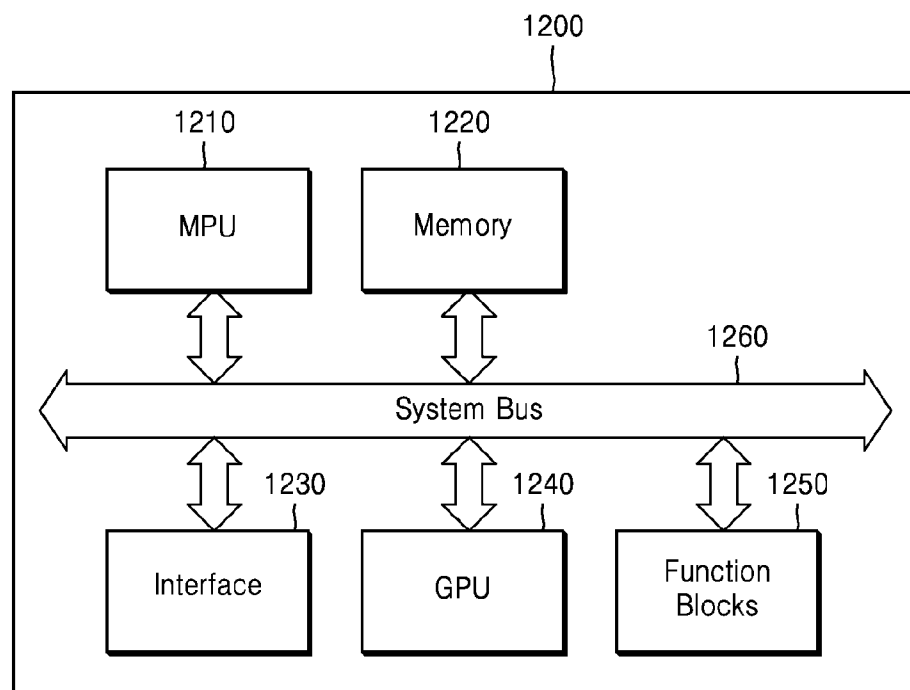 1200
1210
1220
MPU
Memory
1260
System Bus
1230
1240
1250
Interface
GPU
Function
Blocks